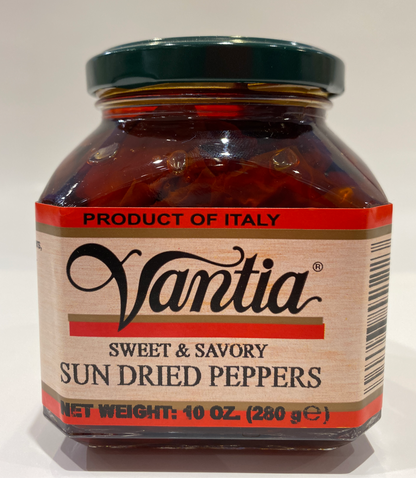 PRODUCT OF ITALY
Vantia®
SWEET & SAVORY
SUN DRIED PEPPERS
NET WEIGHT: 10 OZ. (280 g℮)